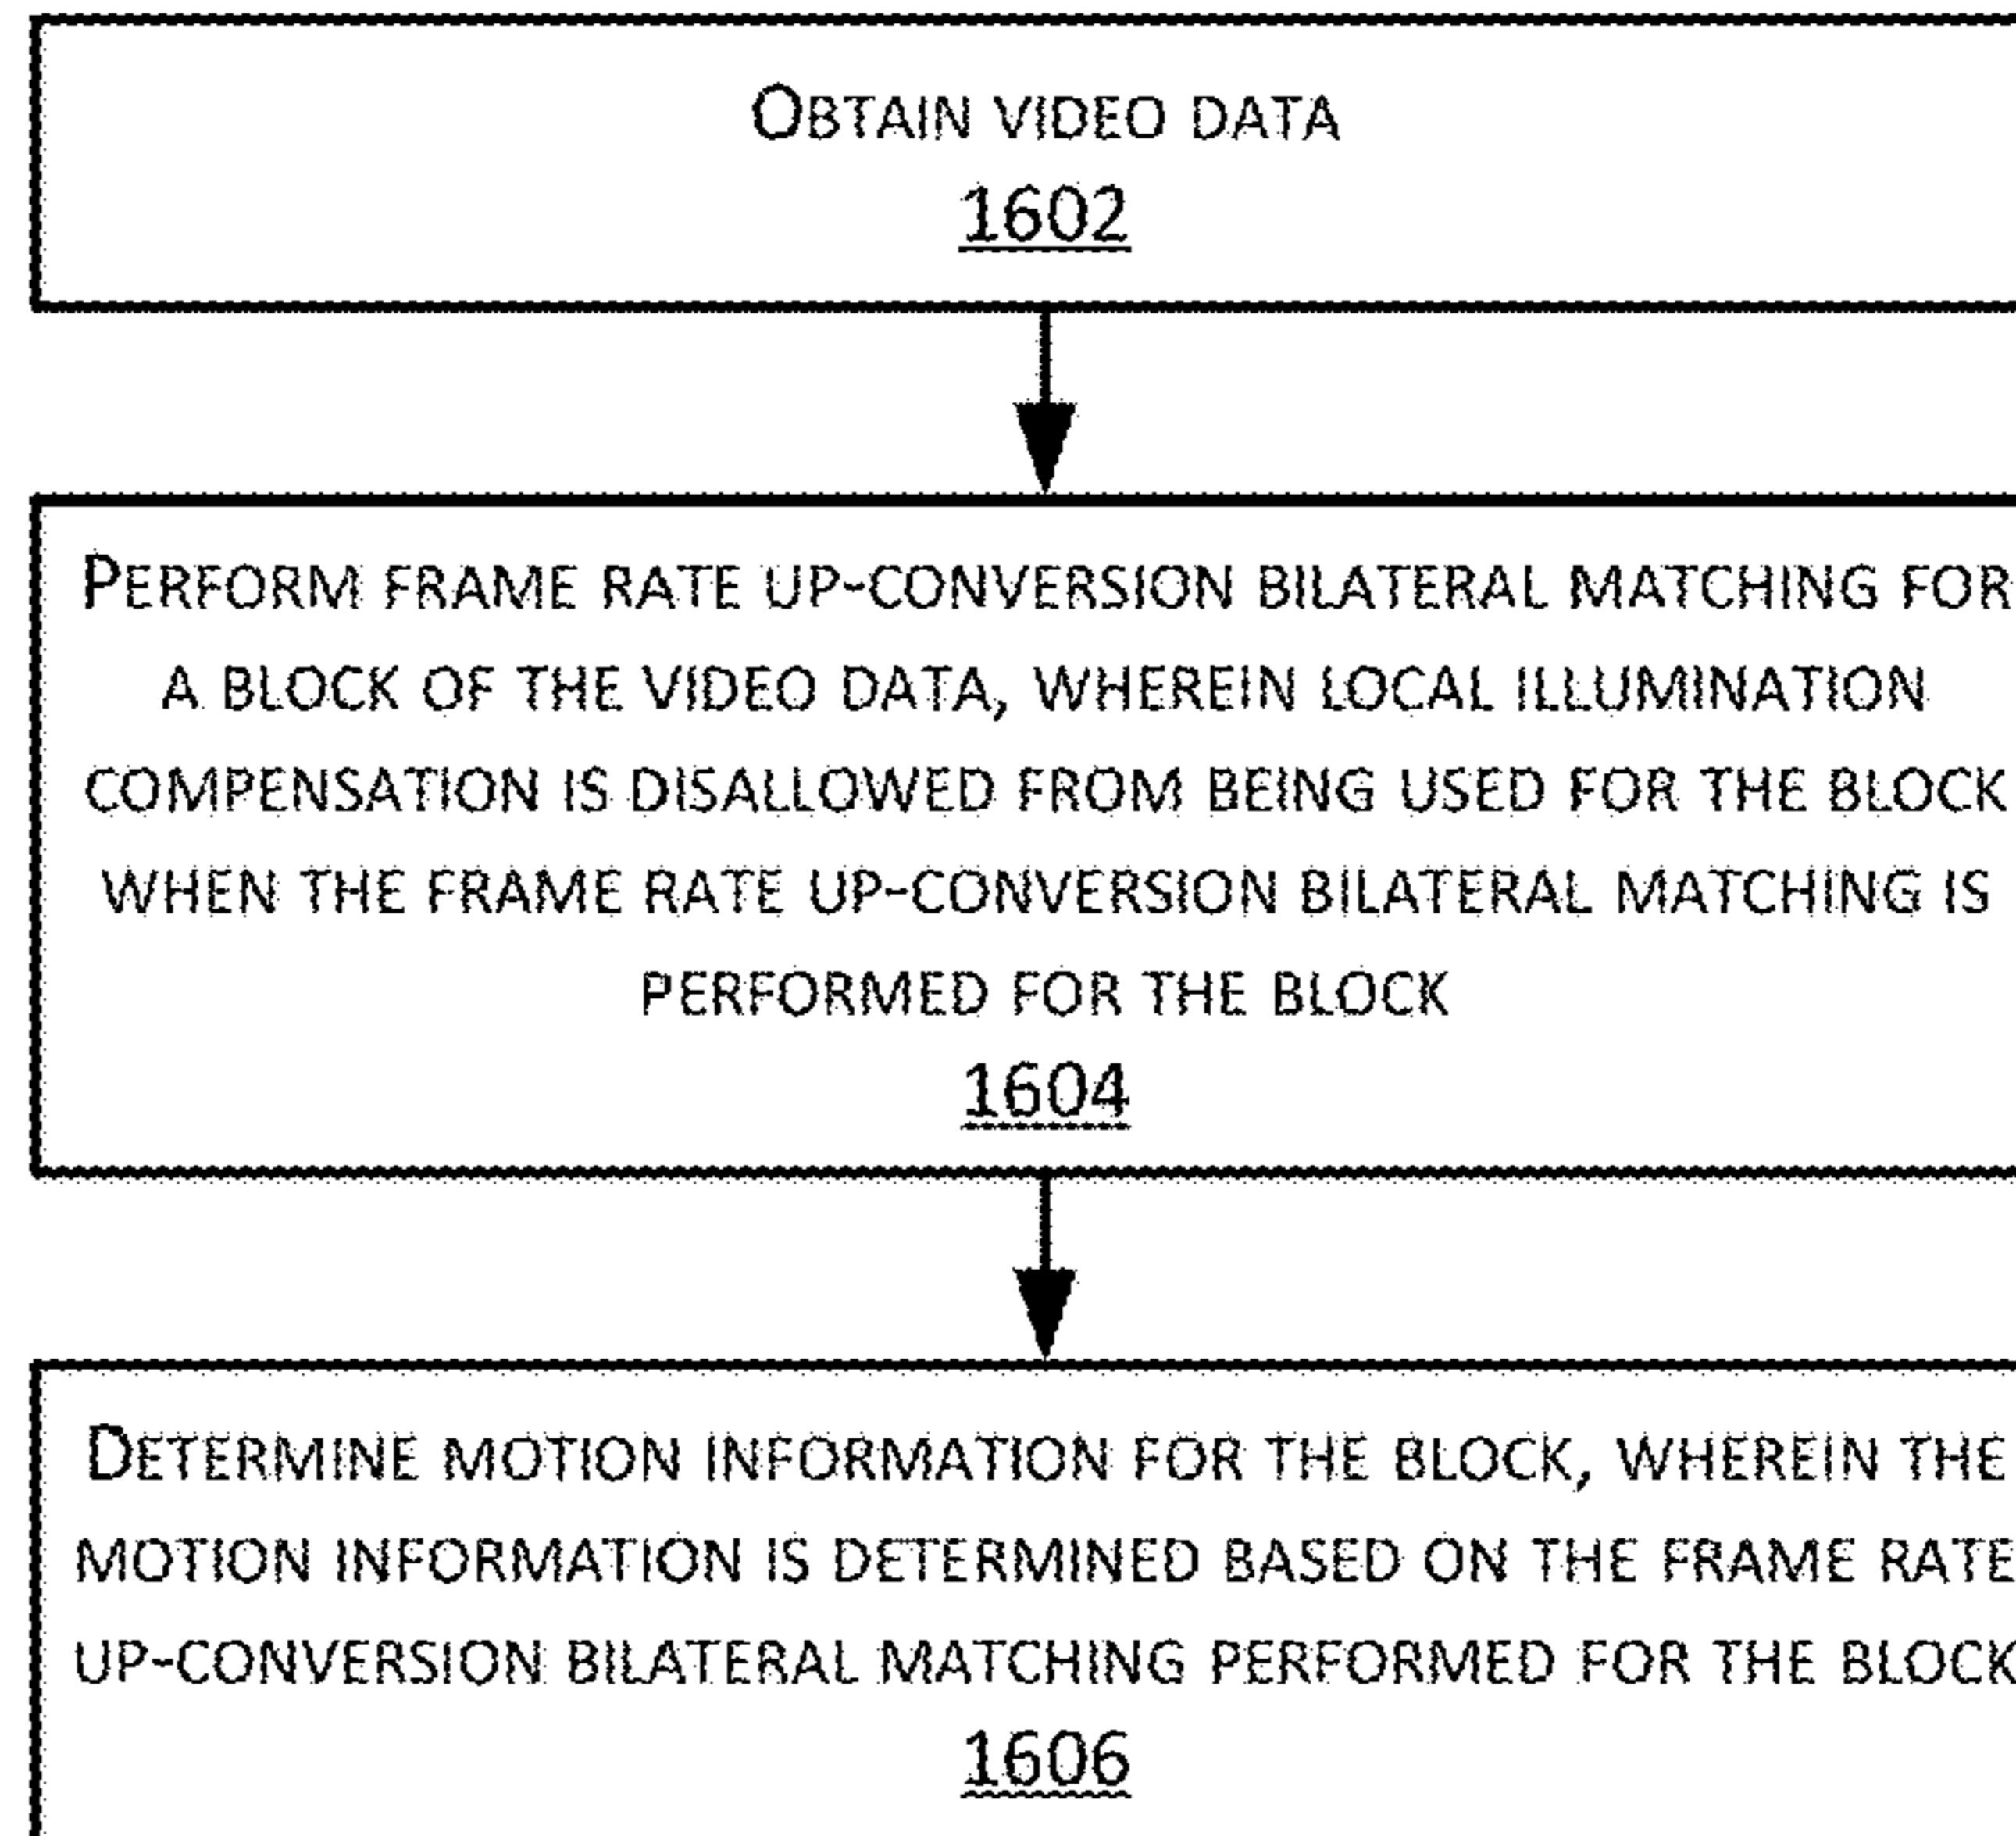 OBTAIN VIDEO DATA
1602
PERFORM FRAME RATE UP-CONVERSION BILATERAL MATCHING FOR
A BLOCK OF THE VIDEO DATA, WHEREIN LOCAL ILLUMINATION
COMPENSATION IS DISALLOWED FROM BEING USED FOR THE BLOCK
WHEN THE FRAME RATE UP-CONVERSION BILATERAL MATCHING IS
PERFORMED FOR THE BLOCK
1604
DETERMINE MOTION INFORMATION FOR THE BLOCK, WHEREIN THE
MOTION INFORMATION IS DETERMINED BASED ON THE FRAME RATE
UP-CONVERSION BILATERAL MATCHING PERFORMED FOR THE BLOCK
1606